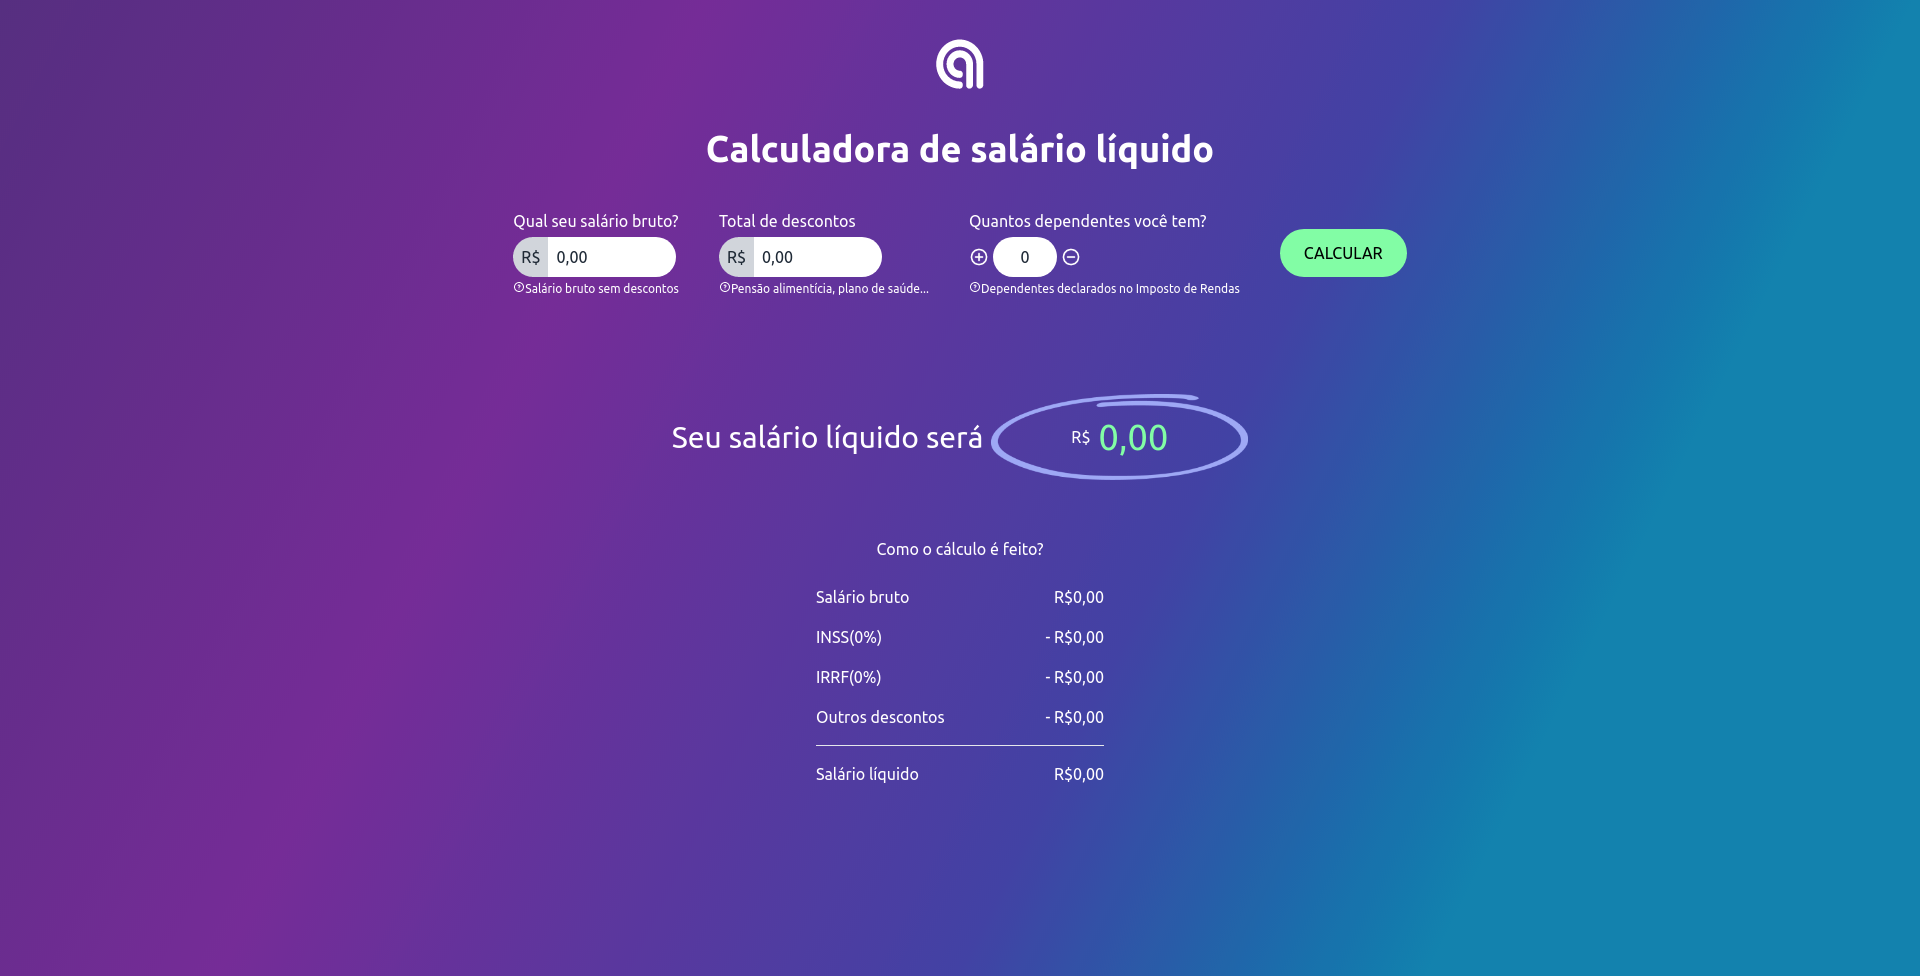 Calculadora de salário líquido
Qual seu salário bruto?
R$ 0,00
Salário bruto sem descontos
Total de descontos
R$ 0,00
Pensão alimentícia, plano de saúde...
Quantos dependentes você tem?
0
Dependentes declarados no Imposto de Rendas
CALCULAR
Seu salário líquido será R$ 0,00
Como o cálculo é feito?
Salário bruto R$0,00
INSS(0%) - R$0,00
IRRF(0%) - R$0,00
Outros descontos - R$0,00
Salário líquido R$0,00